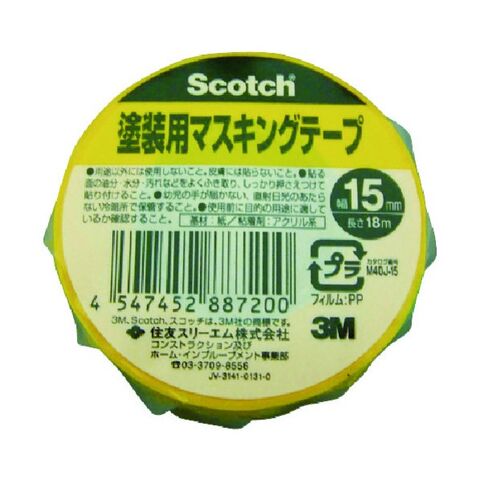 Scotch
塗装用マスキングテープ
●用途以外には使用しないこと。皮膚には貼らないこと。●貼る
面の油分・水分・汚れなどをよくふき取り、しっかり押さえつけて
貼り付けること。●幼児の手が届かない、直射日光のあたら
ない冷暗所で保管すること。●使用前に目的の用途に適して
いるか確認すること。
基材:紙/粘着剤:アクリル系
幅15mm
長さ18m
プラ
カタログ番号
M40J-15
フィルム:PP
4 547452 887200
3M、Scotch、スコッチは、3M社の商標です。
住友スリーエム株式会社
コンストラクション及び
ホーム・インプルーブメント事業部
☎03-3709-8556
JV-3141-0131-0
3M